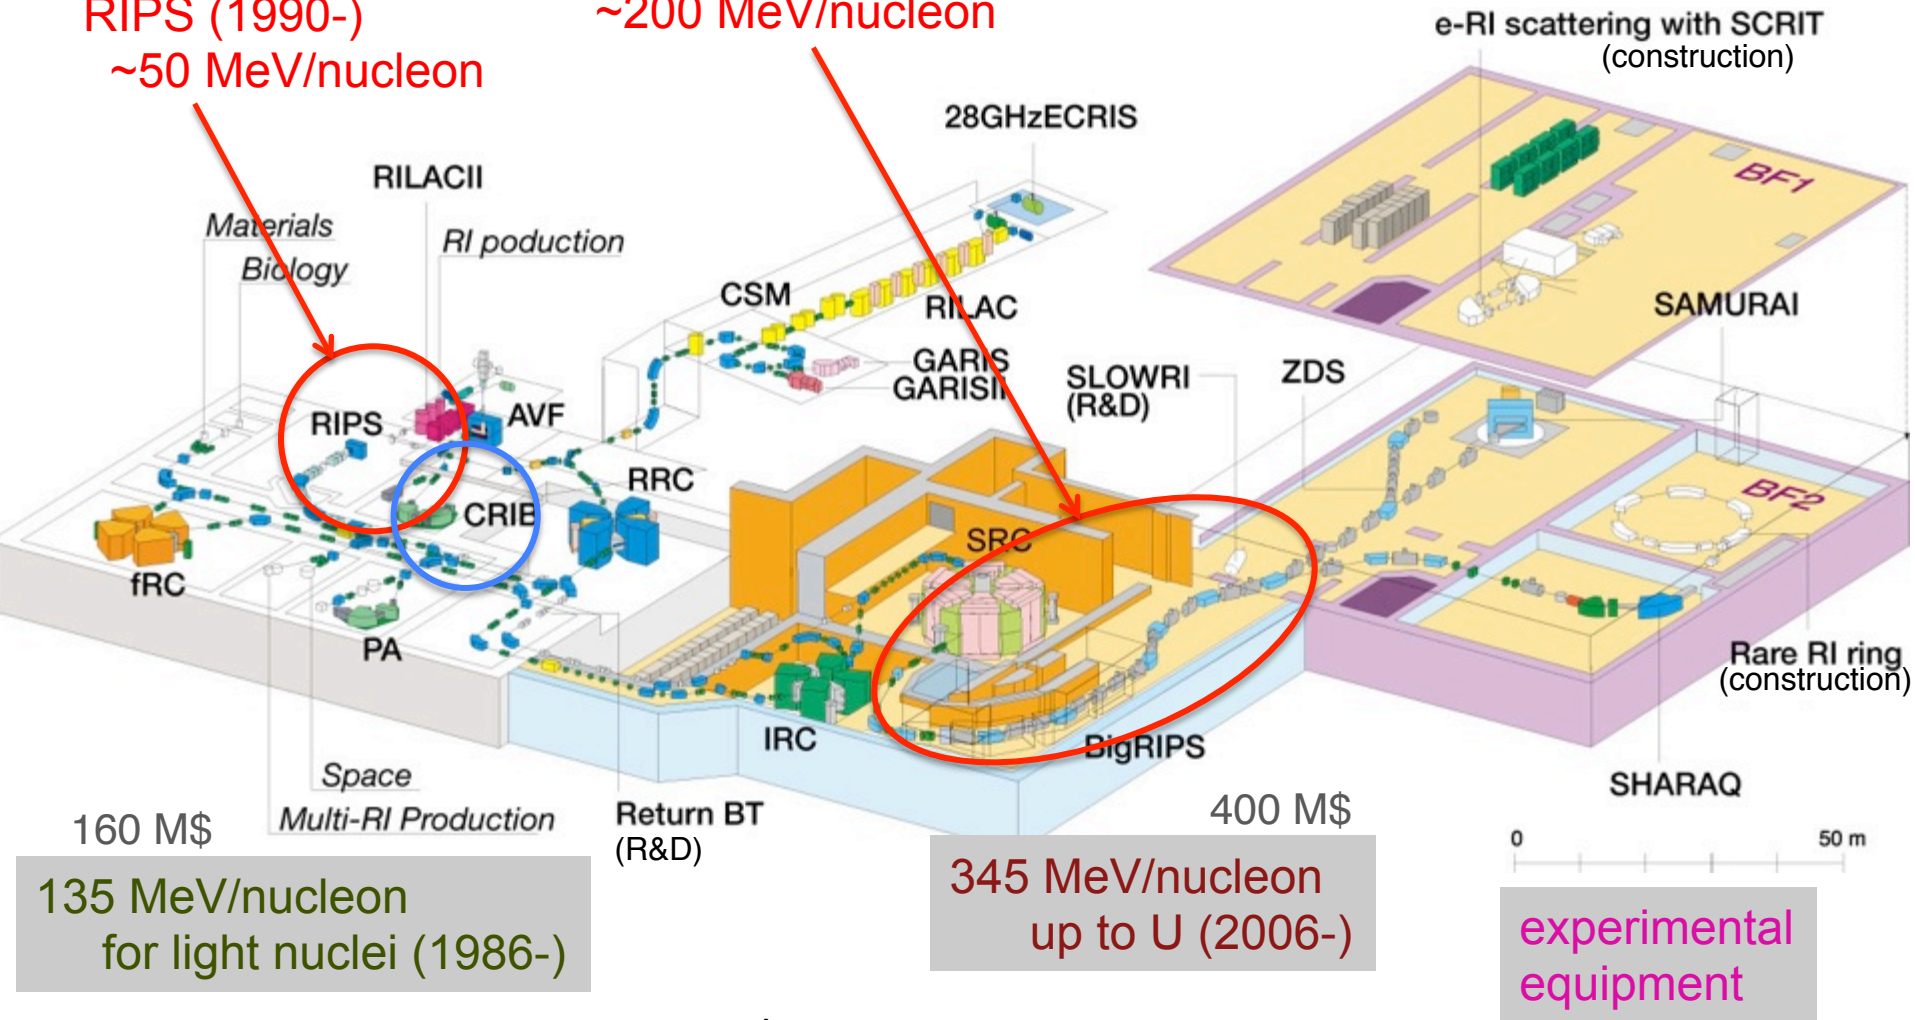 RIPS (1990-)
~50 MeV/nucleon
~200 MeV/nucleon
e-RI scattering with SCRIT
(construction)
28GHzECRIS
RILACII
Materials
Biology
RI poduction
BF1
CSM
RILAC
SAMURAI
GARIS
GARISII
SLOWRI
(R&D)
ZDS
RIPS
AVF
RRC
CRIB
BF2
SRC
fRC
PA
Rare RI ring
(construction)
IRC
BigRIPS
Space
Multi-RI Production
Return BT
(R&D)
SHARAQ
160 M$
400 M$
0 50 m
135 MeV/nucleon
for light nuclei (1986-)
345 MeV/nucleon
up to U (2006-)
experimental
equipment